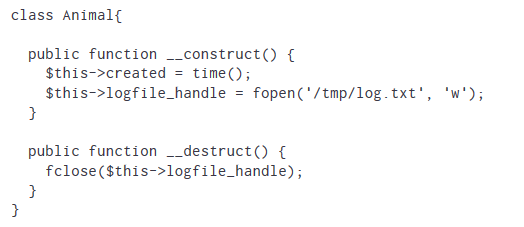 class Animal{
  public function __construct() {
    $this->created = time();
    $this->logfile_handle = fopen('/tmp/log.txt', 'w');
  }
  public function __destruct() {
    fclose($this->logfile_handle);
  }
}